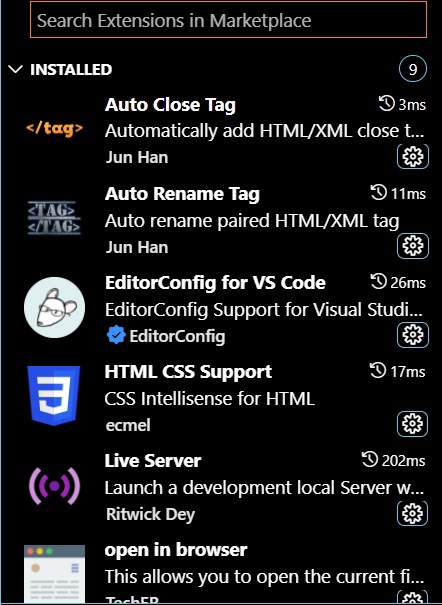 Search Extensions in Marketplace
INSTALLED 9
Auto Close Tag 3ms
</tag> Automatically add HTML/XML close t...
Jun Han
Auto Rename Tag 11ms
<TAG>
</TAG>
Auto rename paired HTML/XML tag
Jun Han
EditorConfig for VS Code 26ms
EditorConfig Support for Visual Studi...
EditorConfig
HTML CSS Support 17ms
CSS Intellisense for HTML
ecmel
Live Server 202ms
Launch a development local Server w...
Ritwick Dey
open in browser
This allows you to open the current fi...
TechER